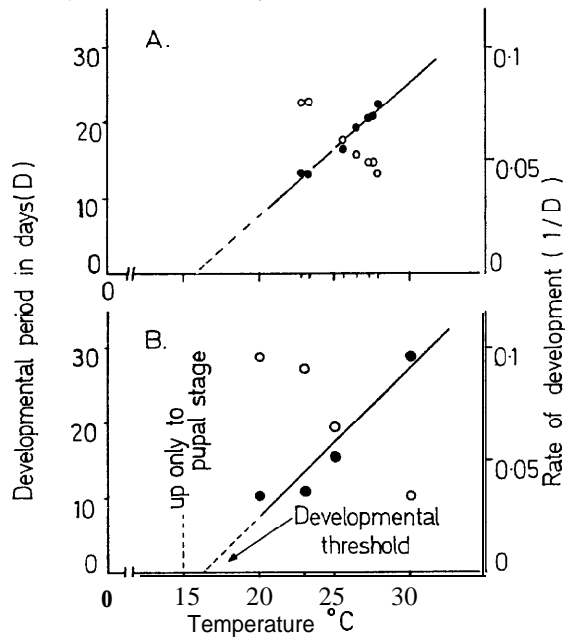 A.
30
20
10
0
0.1
0.05
0
Developmental period in days(D)
Rate of development (1/D)
B.
30
20
10
0
0.1
0.05
0
up only to
pupal stage
Developmental
threshold
0 15 20 25 30
Temperature °C